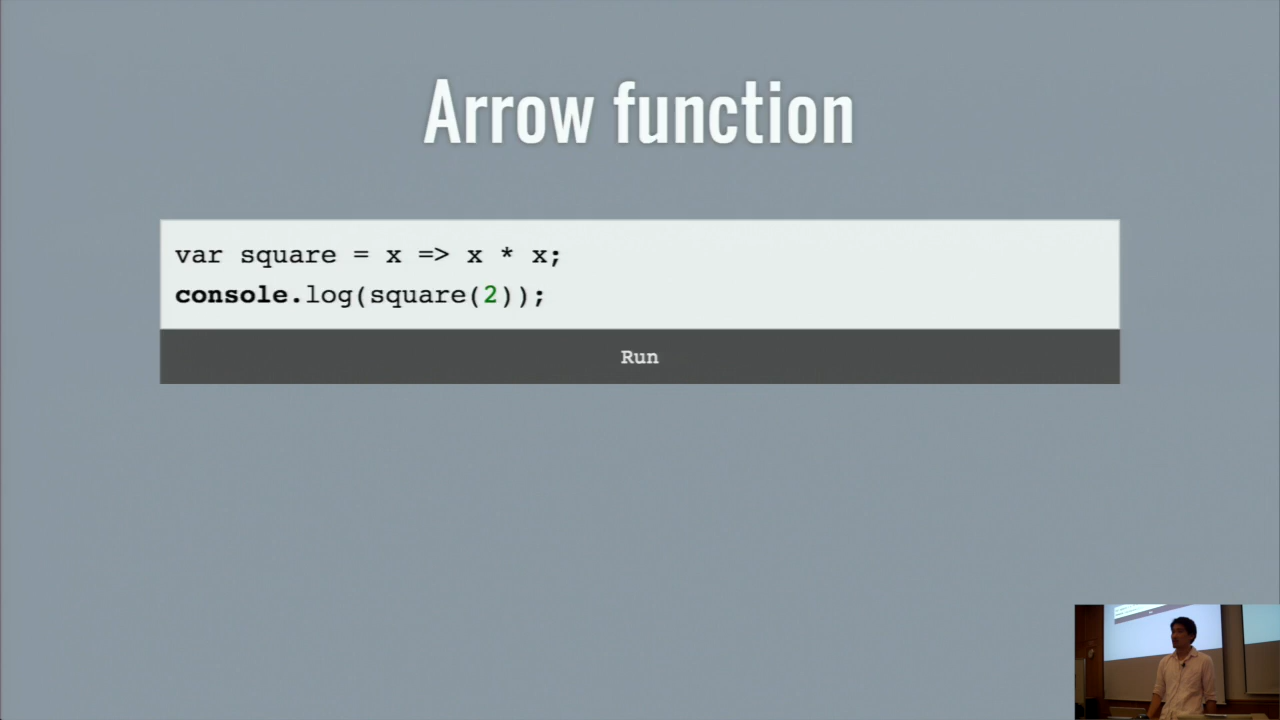 Arrow function
var square = x => x * x;
console.log(square(2));
Run